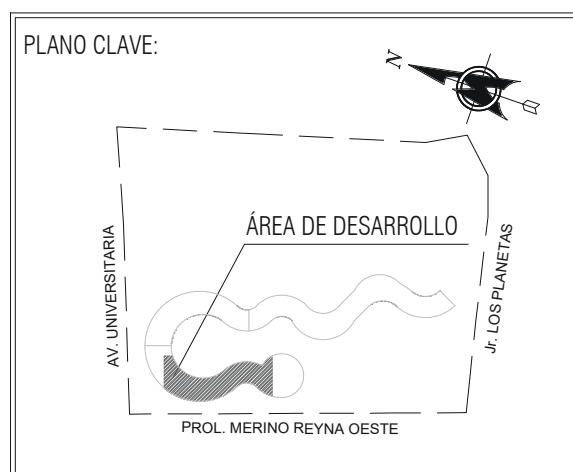 PLANO CLAVE:
N
ÁREA DE DESARROLLO
AV. UNIVERSITARIA
Jr. LOS PLANETAS
PROL. MERINO REYNA OESTE